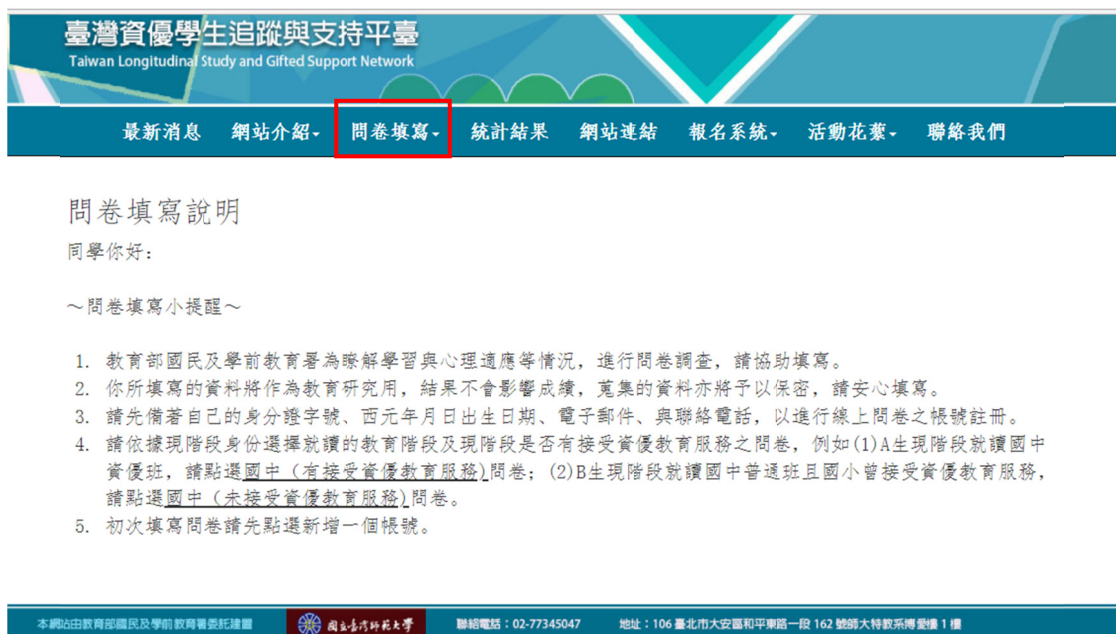 臺灣資優學生追蹤與支持平臺
Taiwan Longitudinal Study and Gifted Support Network
最新消息 網站介紹 問卷填寫 統計結果 網站連結 報名系統 活動花蕠 聯絡我們
問卷填寫說明
同學你好：
～問卷填寫小提醒～
1. 教育部國民及學前教育署為瞭解學習與心理適應等情況，進行問卷調查，請協助填寫。
2. 你所填寫的資料將作為教育研究用，結果不會影響成績，蒐集的資料亦將予以保密，請安心填寫。
3. 請先備著自己的身分證字號、西元年月日出生日期、電子郵件、與聯絡電話，以進行線上問卷之帳號註冊。
4. 請依據現階段身份選擇就讀的教育階段及現階段是否有接受資優教育服務之問卷，例如(1)A生現階段就讀國中
資優班，請點選國中（有接受資優教育服務)問卷；(2)B生現階段就讀國中普通班且國小曾接受資優教育服務，
請點選國中（未接受資優教育服務)問卷。
5. 初次填寫問卷請先點選新增一個帳號。
本網站由教育部國民及學前教育署委託建置 國立臺灣師範大學 聯絡電話：02-77345047 地址：106 臺北市大安區和平東路一段 162 號師大特教系博愛樓 1 樓